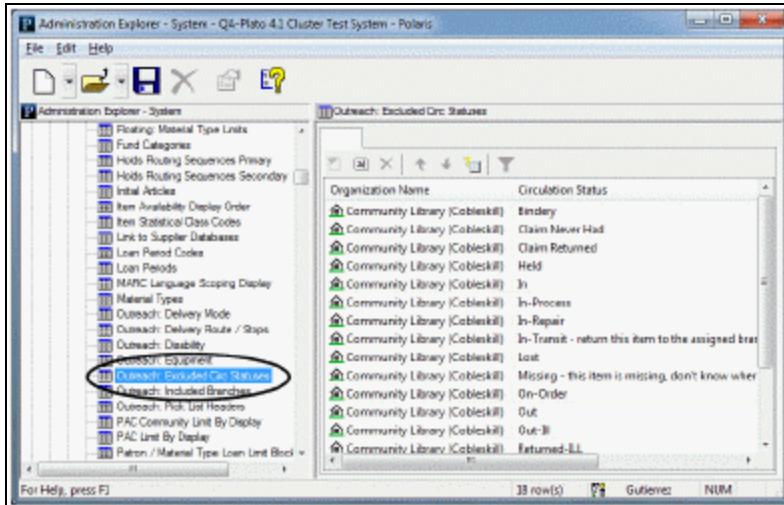 Administration Explorer - System - QA-Plato 4.1 Cluster Test System - Polaris
File Edit Help
Administration Explorer - System
Floating: Material Type Limits
Fund Categories
Holds Routing Sequences Primary
Holds Routing Sequences Secondary
Initial Articles
Item Availability Display Order
Item Statistical Class Codes
Link to Supplier Databases
Loan Period Codes
Loan Periods
MARC Language Scoping Display
Material Types
Outreach: Delivery Mode
Outreach: Delivery Route / Stops
Outreach: Disability
Outreach: Equipment
Outreach: Excluded Circ Statuses
Outreach: Included Branches
Outreach: Pick List Headers
PAC Community Limit By Display
PAC Limit By Display
Patron / Material Type Loan Limit Block
Outreach: Excluded Circ Statuses
Organization Name Circulation Status
Community Library (Cobleskill) Bindery
Community Library (Cobleskill) Claim Never Had
Community Library (Cobleskill) Claim Returned
Community Library (Cobleskill) Held
Community Library (Cobleskill) In
Community Library (Cobleskill) In-Process
Community Library (Cobleskill) In-Repair
Community Library (Cobleskill) In-Transit - return this item to the assigned bran
Community Library (Cobleskill) Lost
Community Library (Cobleskill) Missing - this item is missing, don't know wher
Community Library (Cobleskill) On-Order
Community Library (Cobleskill) Out
Community Library (Cobleskill) Out-Ill
Community Library (Cobleskill) Returned-ILL
For Help, press F1 18 row(s) Gutierrez NUM